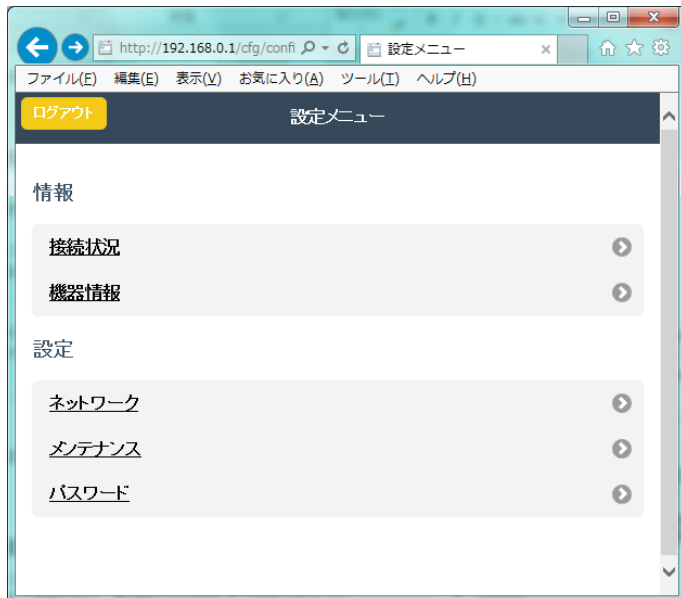 http://192.168.0.1/cfg/confi
設定メニュー
ファイル(F) 編集(E) 表示(V) お気に入り(A) ツール(T) ヘルプ(H)
ログアウト
設定メニュー
情報
接続状況
機器情報
設定
ネットワーク
メンテナンス
パスワード